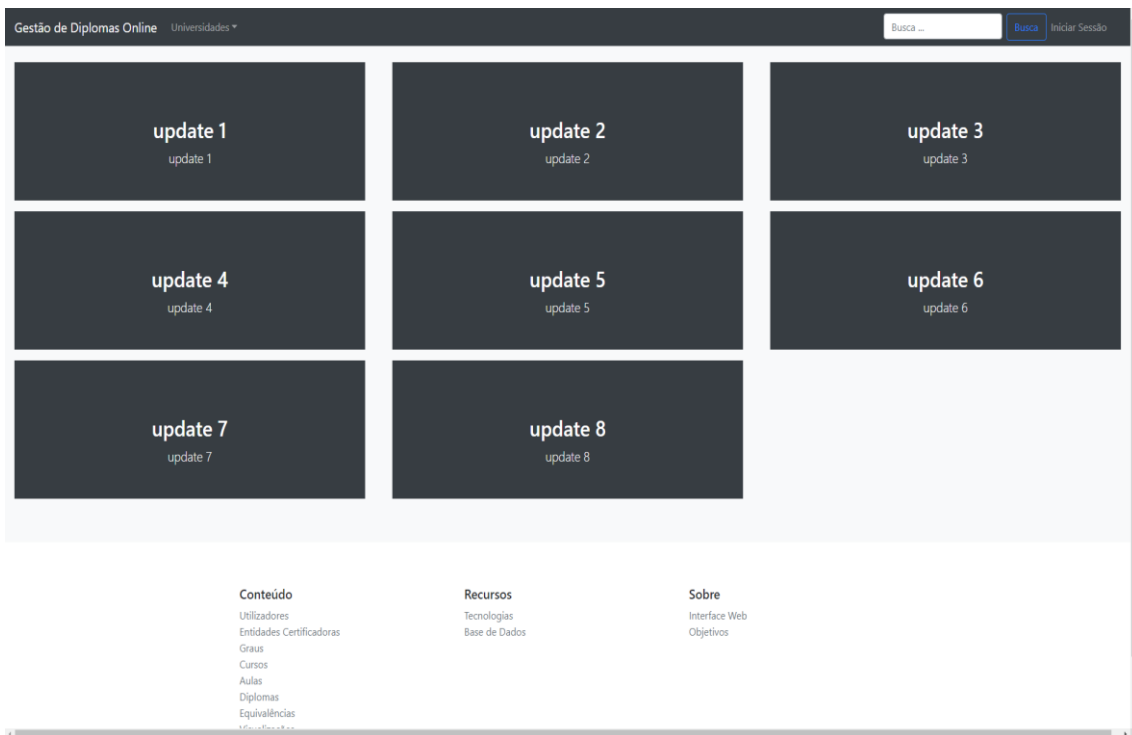 Gestão de Diplomas Online Universidades Busca ... Busca Iniciar Sessão
update 1
update 1
update 2
update 2
update 3
update 3
update 4
update 4
update 5
update 5
update 6
update 6
update 7
update 7
update 8
update 8
Conteúdo
Utilizadores
Entidades Certificadoras
Graus
Cursos
Aulas
Diplomas
Equivalências
Recursos
Tecnologias
Base de Dados
Sobre
Interface Web
Objetivos